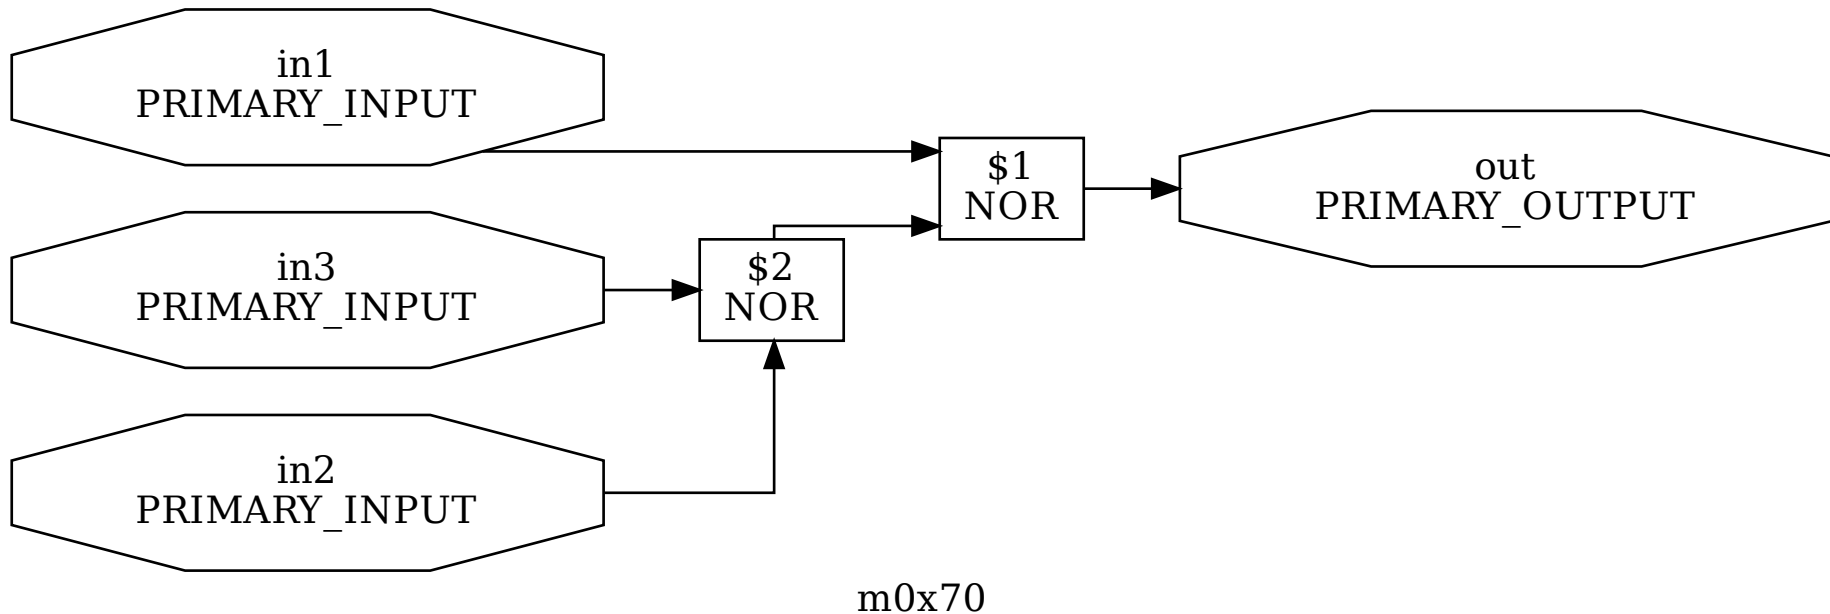 in1
PRIMARY_INPUT
$1
NOR
out
PRIMARY_OUTPUT
in3
PRIMARY_INPUT
$2
NOR
in2
PRIMARY_INPUT
m0x70